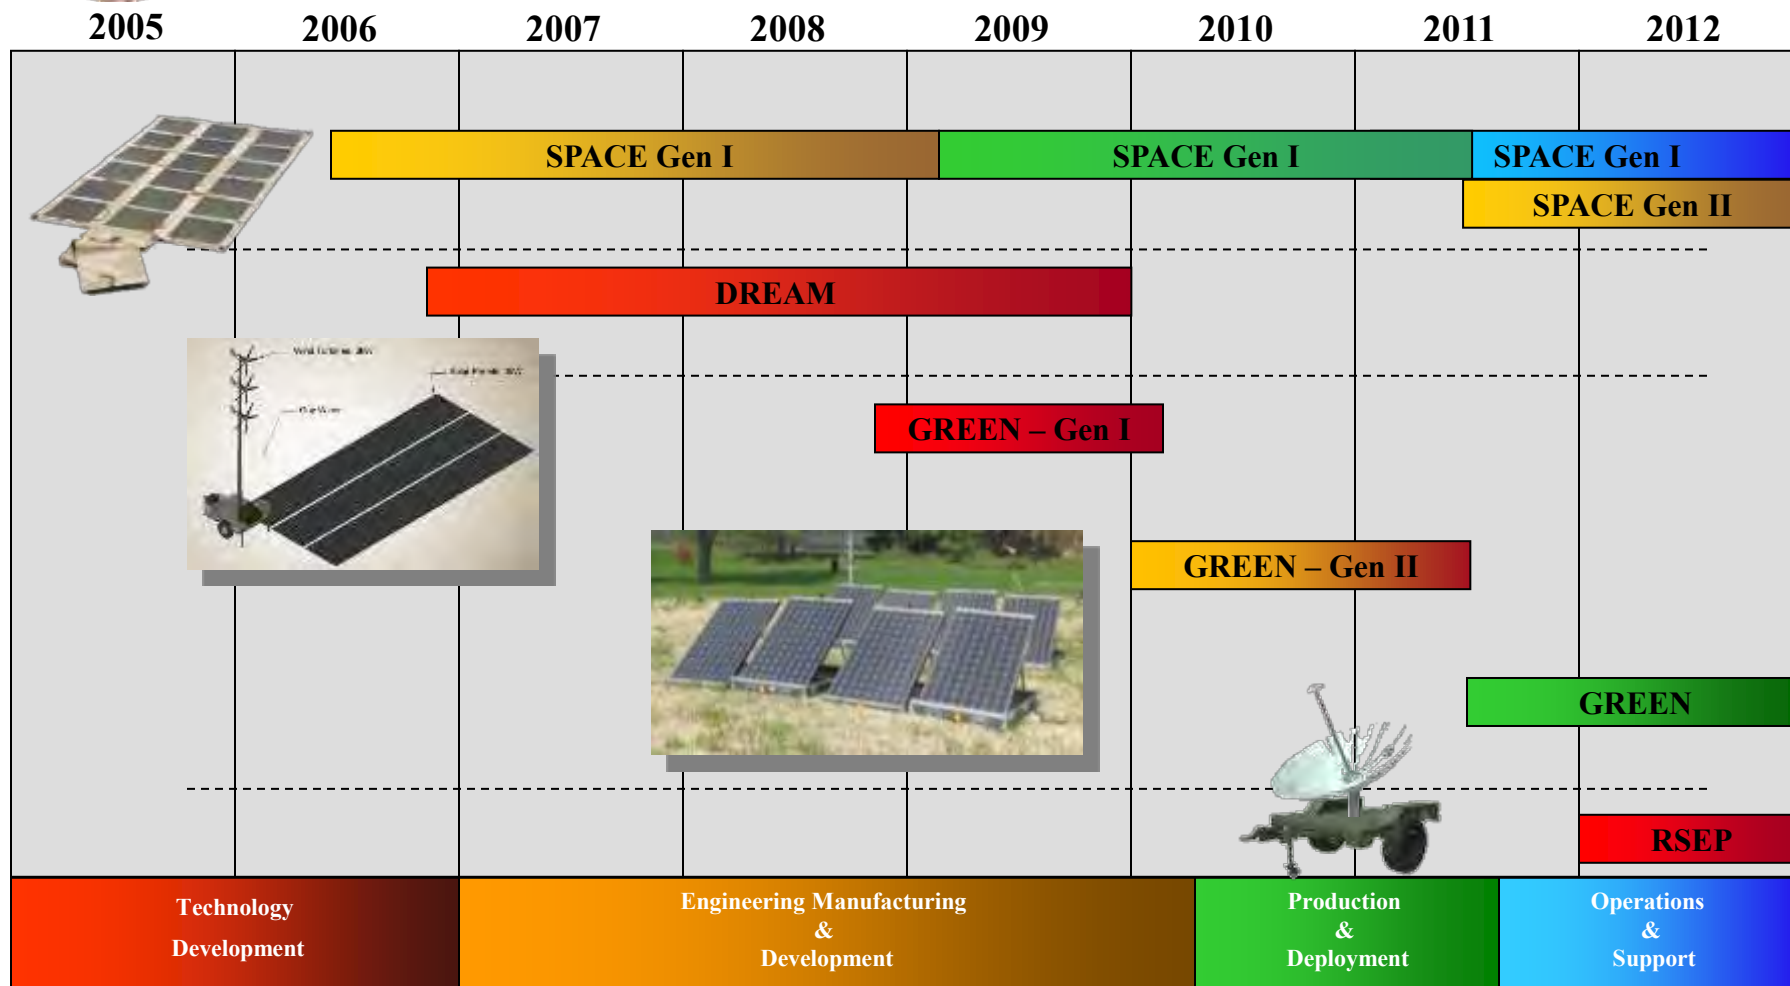 2005 2006 2007 2008 2009 2010 2011 2012
SPACE Gen I SPACE Gen I SPACE Gen I
SPACE Gen II
DREAM
GREEN – Gen I
GREEN – Gen II
GREEN
RSEP
Technology
Development
Engineering Manufacturing
&
Development
Production
&
Deployment
Operations
&
Support